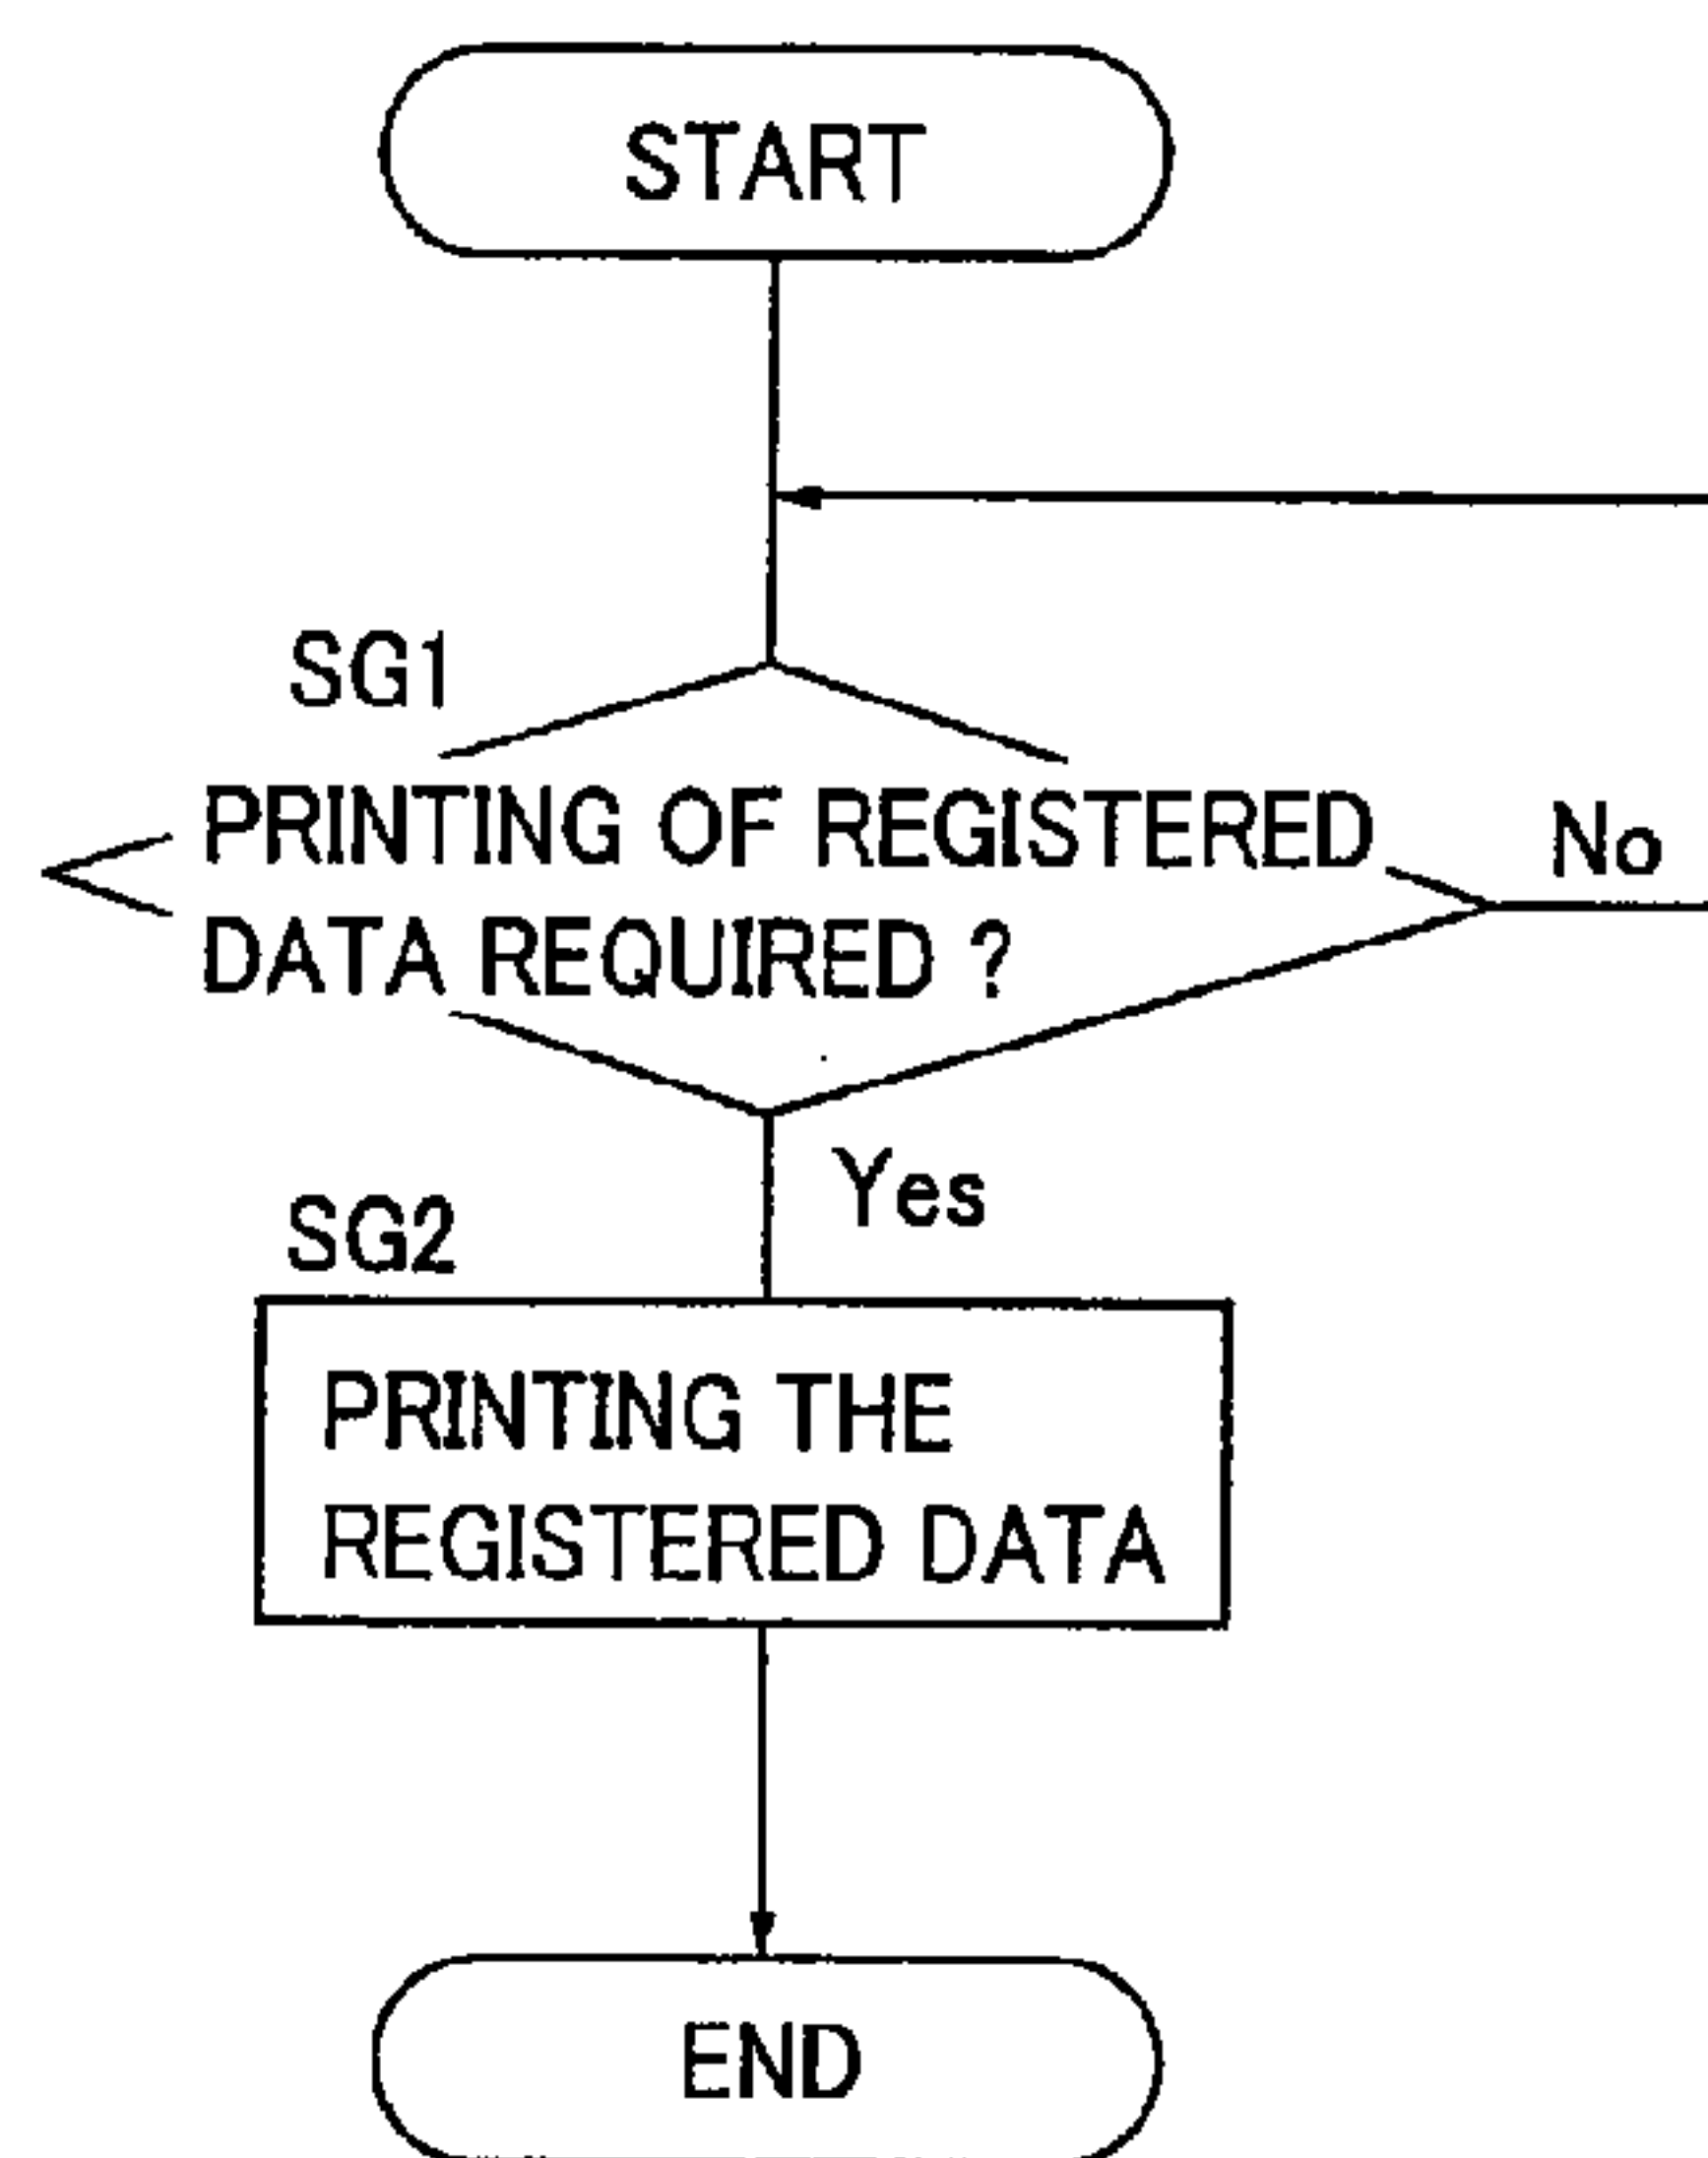 START
SG1
PRINTING OF REGISTERED
DATA REQUIRED ?
No
Yes
SG2
PRINTING THE
REGISTERED DATA
END